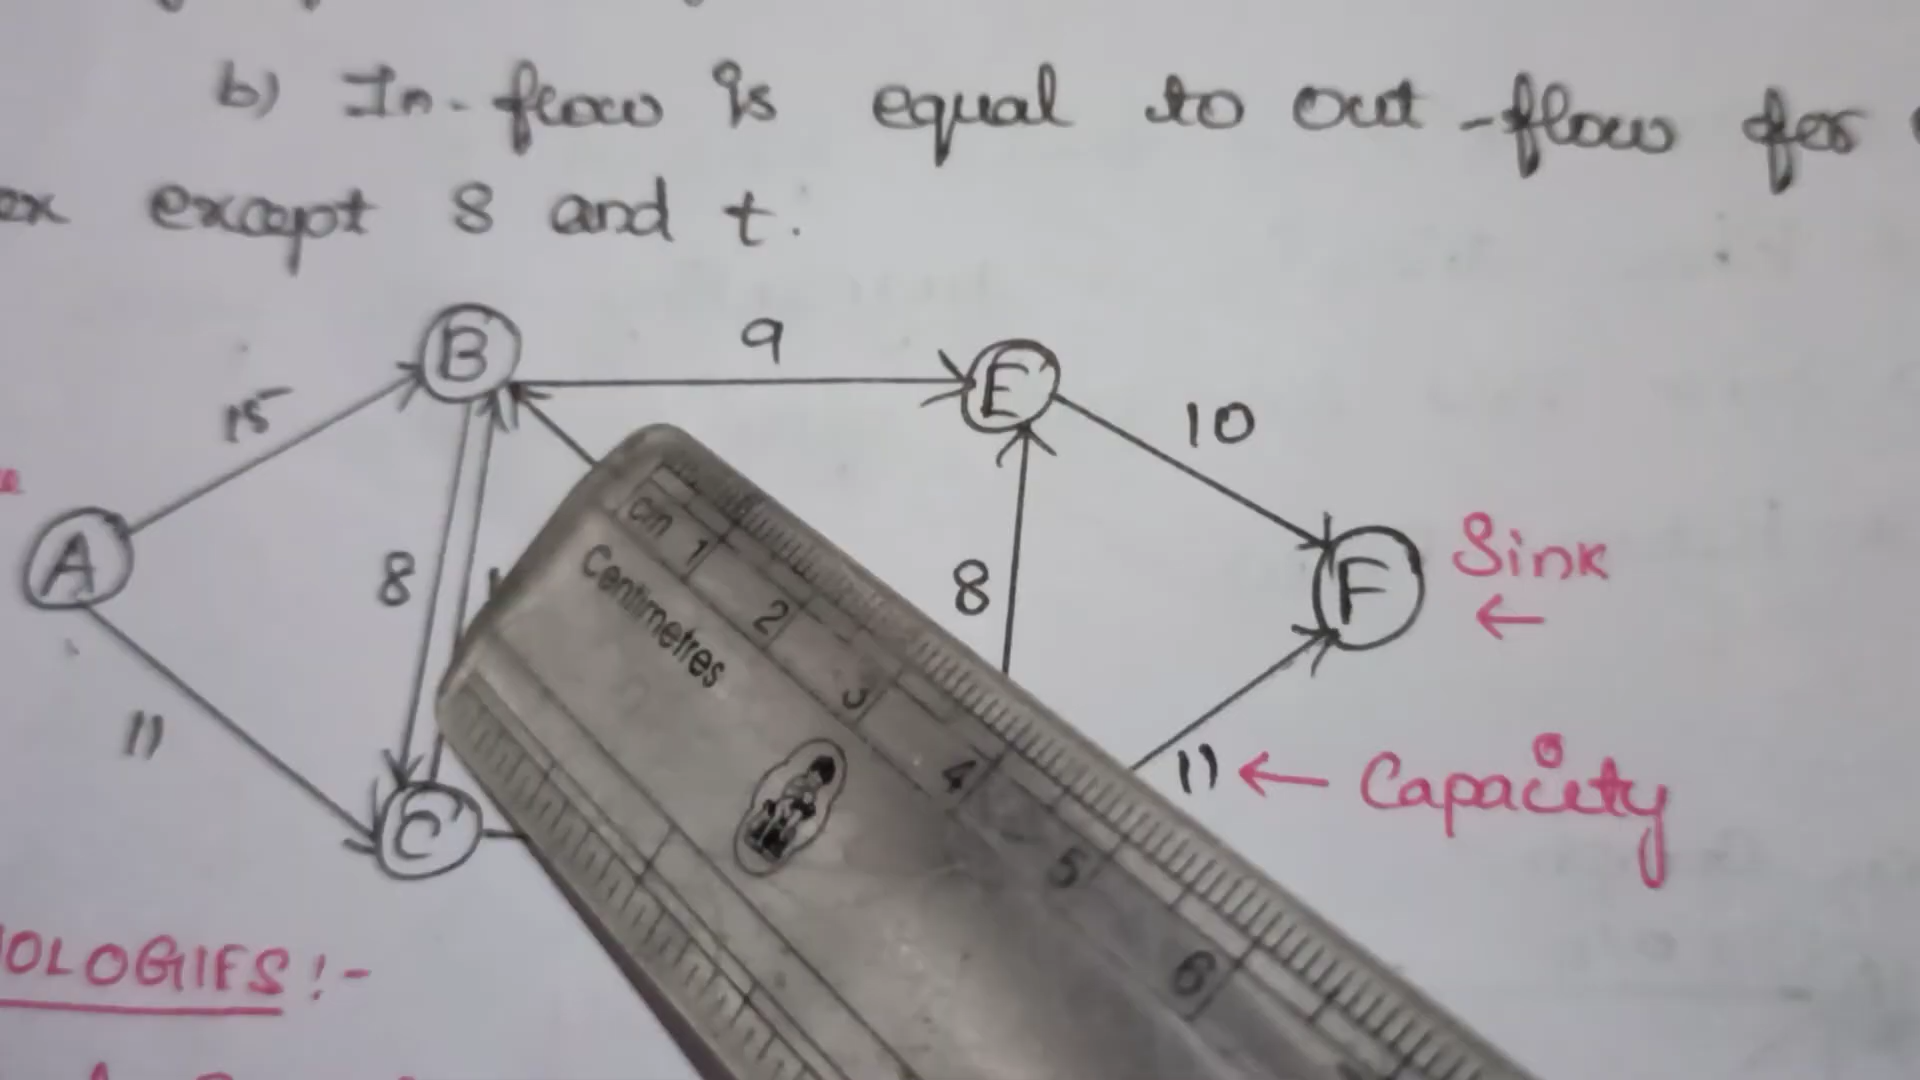 b) In-flow is equal to out-flow for
ex except s and t.
B
9
E
15
10
A
8
8
F
Sink
11
C
11
Capacity
OLOGIES :-
cm 1 2 3 4 5 6
Centimetres